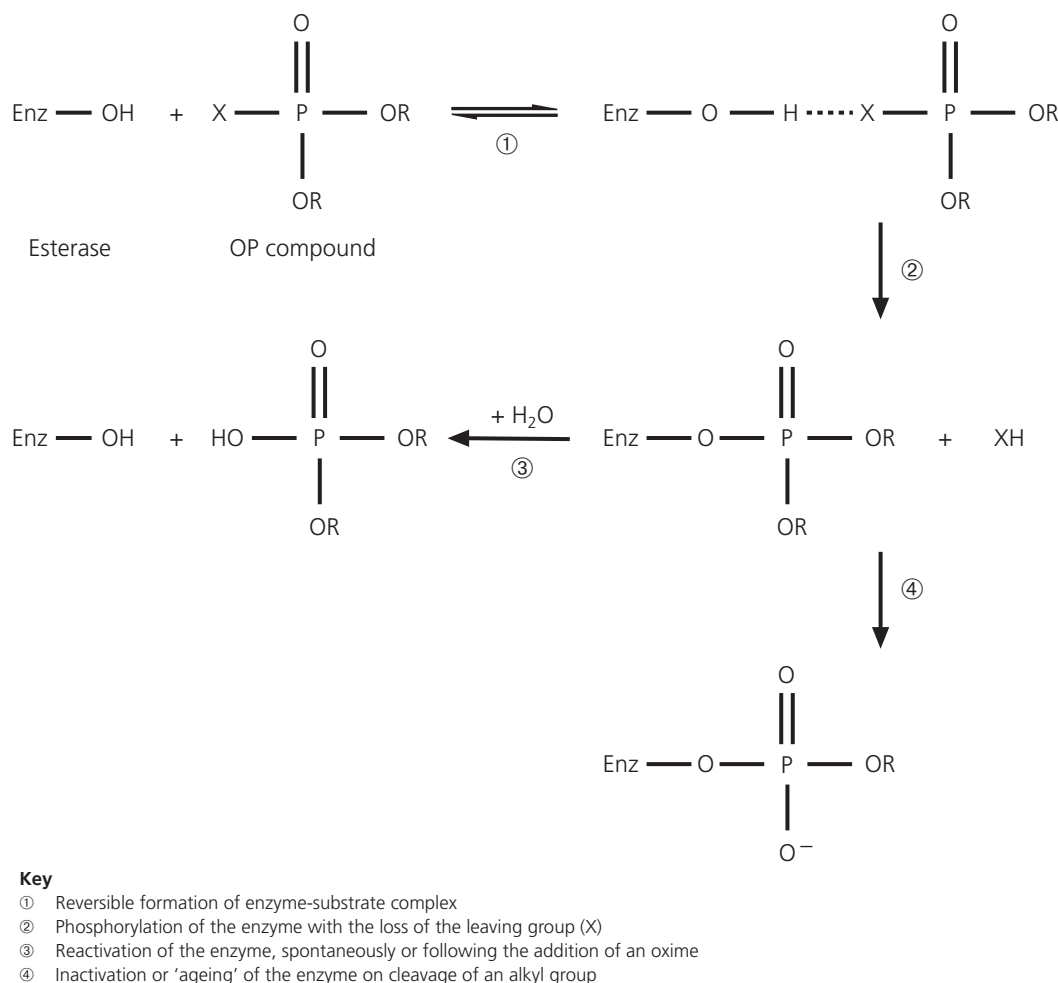 O O
Enz OH + X P OR Enz O H X P OR
①
OR OR
Esterase OP compound
②
O O
+ H₂O
Enz OH + HO P OR Enz O P OR + XH
③
OR OR
④
O
Enz O P OR
O⁻
Key
① Reversible formation of enzyme-substrate complex
② Phosphorylation of the enzyme with the loss of the leaving group (X)
③ Reactivation of the enzyme, spontaneously or following the addition of an oxime
④ Inactivation or ‘ageing’ of the enzyme on cleavage of an alkyl group